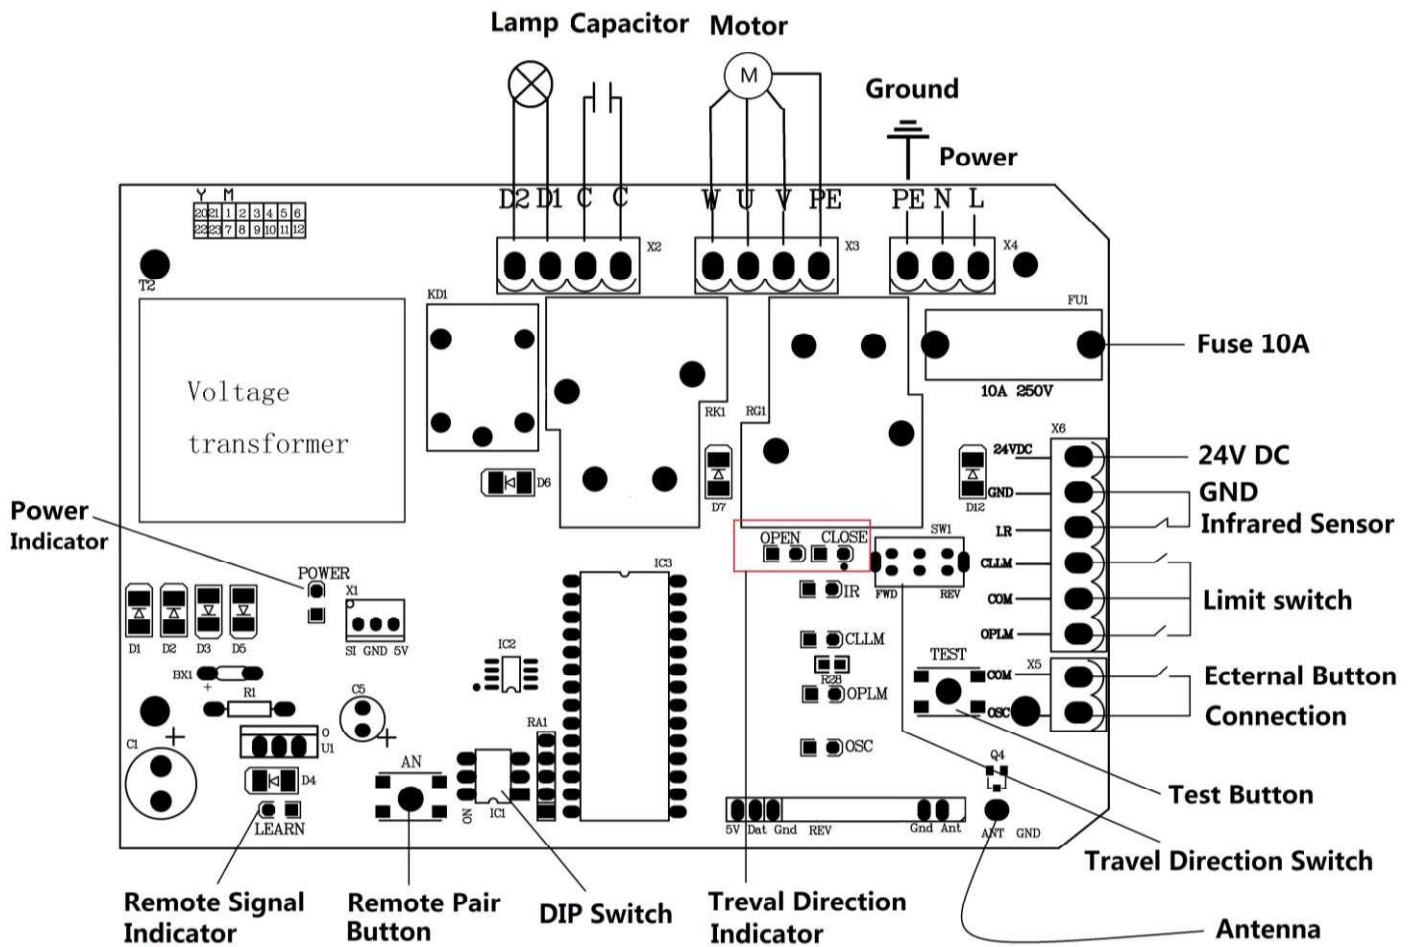 Lamp Capacitor Motor
Ground
Power
D2 D1 C C W U V PE PE N L
Y M
20 21 1 2 3 4 5 6
22 23 7 8 9 10 11 12
X2 X3 X4
T2
KD1
FU1
Voltage
transformer
Fuse 10A
10A 250V
RK1 RG1
X6
24VDC
24V DC
D6
D7
D12
GND
GND
Power
Indicator
IR
Infrared Sensor
OPEN CLOSE
SW1
FWD REV
CLLM
COM
Limit switch
OPLM
POWER
X1
SI GND 5V
D1 D2 D3 D5
IC3
IR
CLLM
R28
OPLM
OSC
IC2
BX1
+
R1
C5
+
TEST
COM X5
OSC
Ecternal Button
Connection
C1
+
O
U1
D4
LEARN
AN
RA1
ON
IC1
Q4
5V Dat Gnd REV Gnd Ant
ANT GND
Test Button
Travel Direction Switch
Remote Signal
Indicator
Remote Pair
Button
DIP Switch
Treval Direction
Indicator
Antenna
M